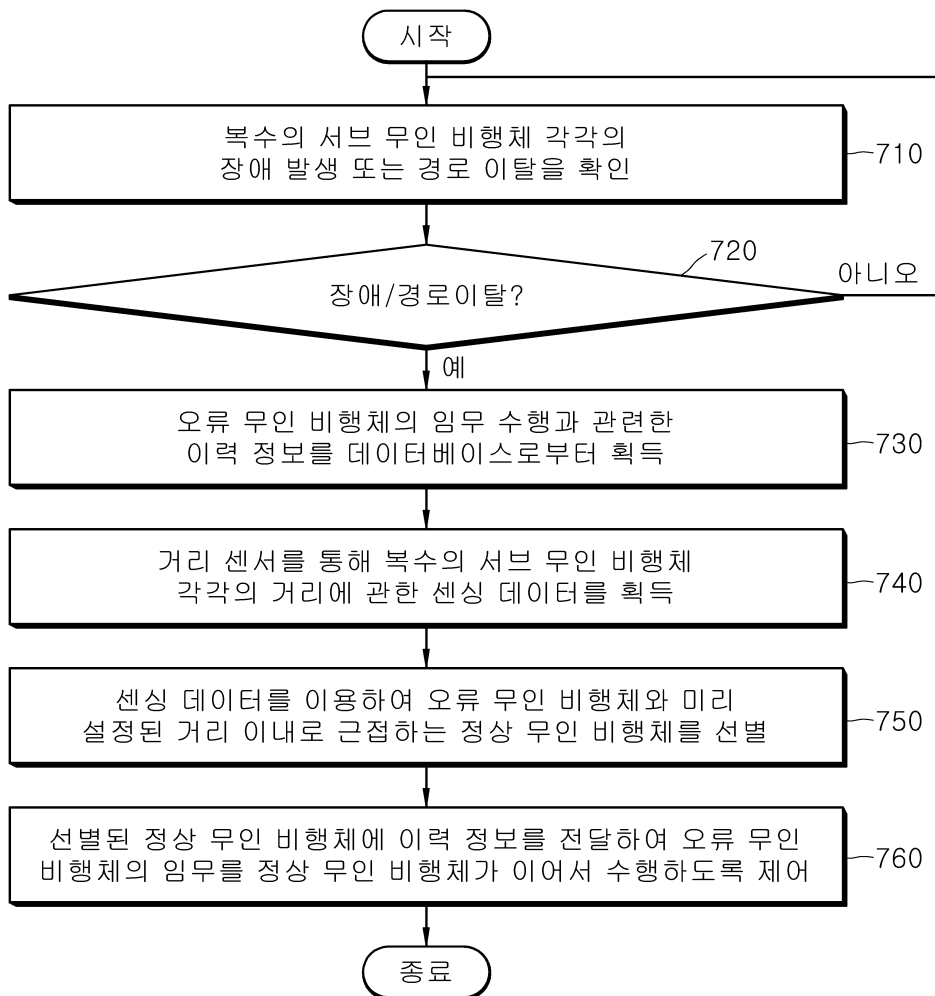 시작
복수의 서브 무인 비행체 각각의
장애 발생 또는 경로 이탈을 확인
710
720
장애/경로이탈?
아니오
예
오류 무인 비행체의 임무 수행과 관련한
이력 정보를 데이터베이스로부터 획득
730
거리 센서를 통해 복수의 서브 무인 비행체
각각의 거리에 관한 센싱 데이터를 획득
740
센싱 데이터를 이용하여 오류 무인 비행체와 미리
설정된 거리 이내로 근접하는 정상 무인 비행체를 선별
750
선별된 정상 무인 비행체에 이력 정보를 전달하여 오류 무인
비행체의 임무를 정상 무인 비행체가 이어서 수행하도록 제어
760
종료